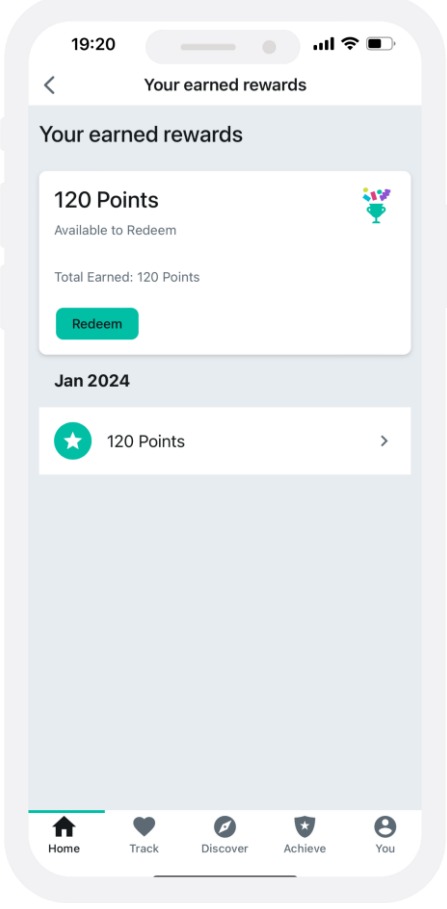 19:20
Your earned rewards
Your earned rewards
120 Points
Available to Redeem
Total Earned: 120 Points
Redeem
Jan 2024
120 Points
Home Track Discover Achieve You